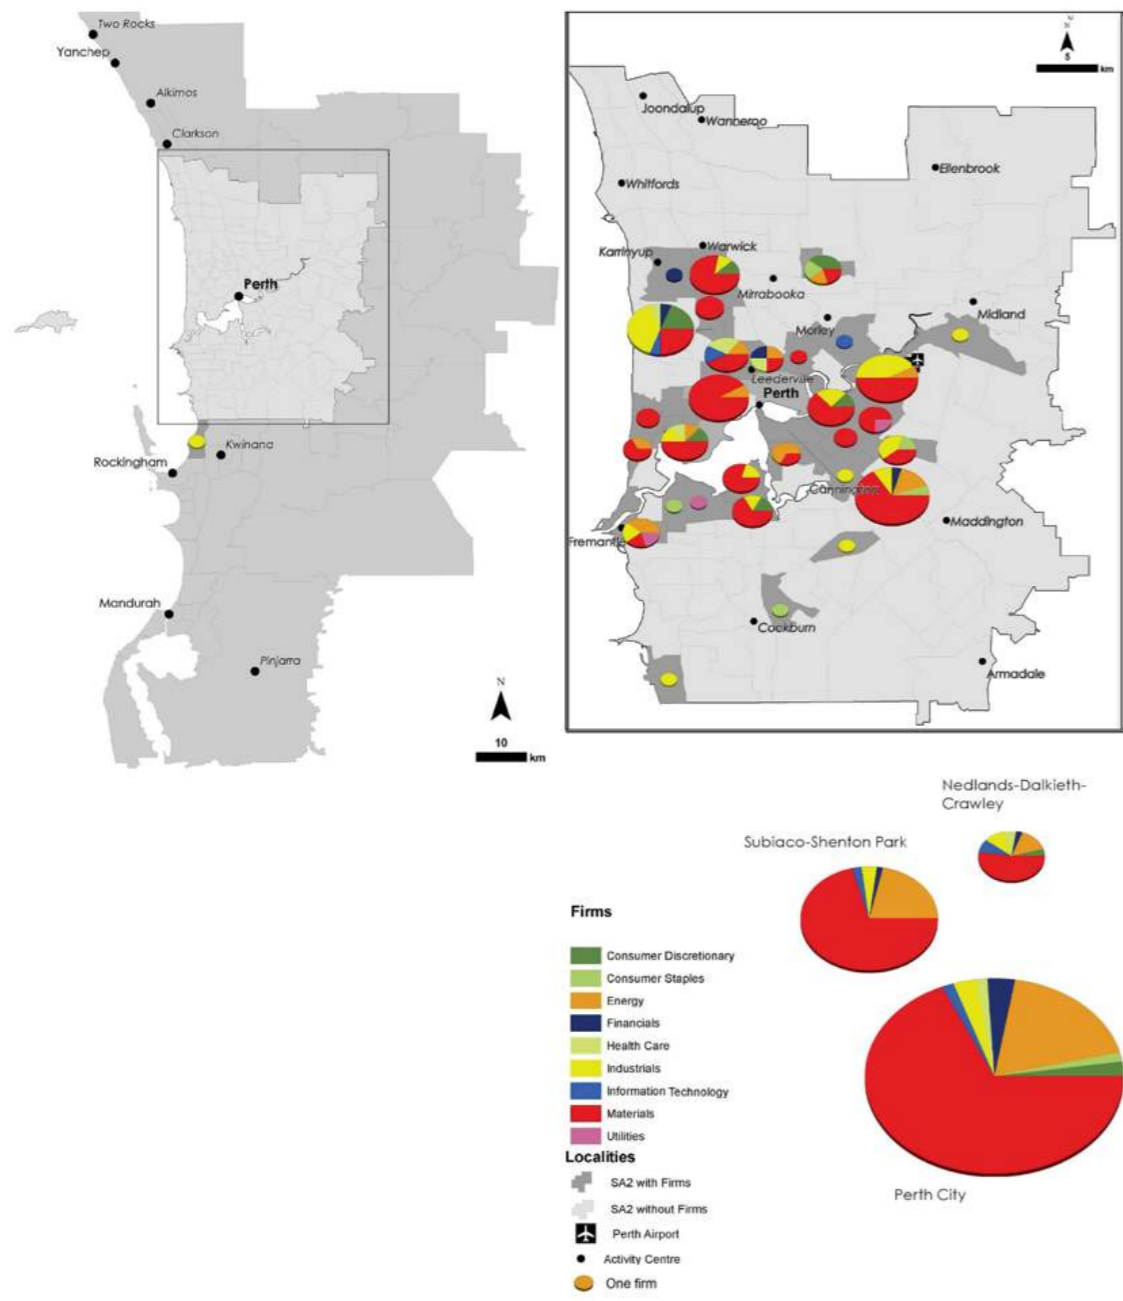 Two Rocks
Yanchep
Alkimos
Clarkson
Perth
Kwinana
Rockingham
Mandurah
Pinjarra
N
10
km
5
km
Joondalup
Wanneroo
Ellenbrook
Whitfords
Warwick
Karrinyup
Mirrabooka
Midland
Morley
Leederville
Perth
Cannington
Maddington
Fremantle
Cockburn
Armadale
Nedlands-Dalkieth-
Crawley
Subiaco-Shenton Park
Perth City
Firms
Consumer Discretionary
Consumer Staples
Energy
Financials
Health Care
Industrials
Information Technology
Materials
Utilities
Localities
SA2 with Firms
SA2 without Firms
Perth Airport
Activity Centre
One firm